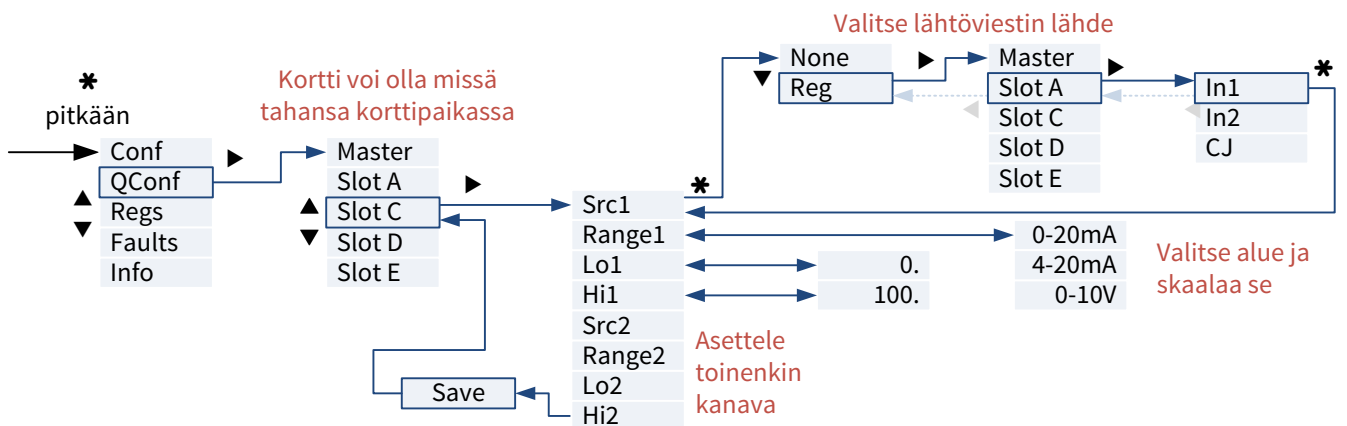 Valitse lähtöviestin lähde
✱
pitkään
Kortti voi olla missä
tahansa korttipaikassa
Conf
QConf
Regs
Faults
Info
Master
Slot A
Slot C
Slot D
Slot E
✱
Src1
Range1
Lo1
Hi1
Src2
Range2
Lo2
Hi2
None
Reg
Master
Slot A
Slot C
Slot D
Slot E
✱
In1
In2
CJ
0.
100.
0-20mA
4-20mA
0-10V
Valitse alue ja
skaalaa se
Asettele
toinenkin
kanava
Save